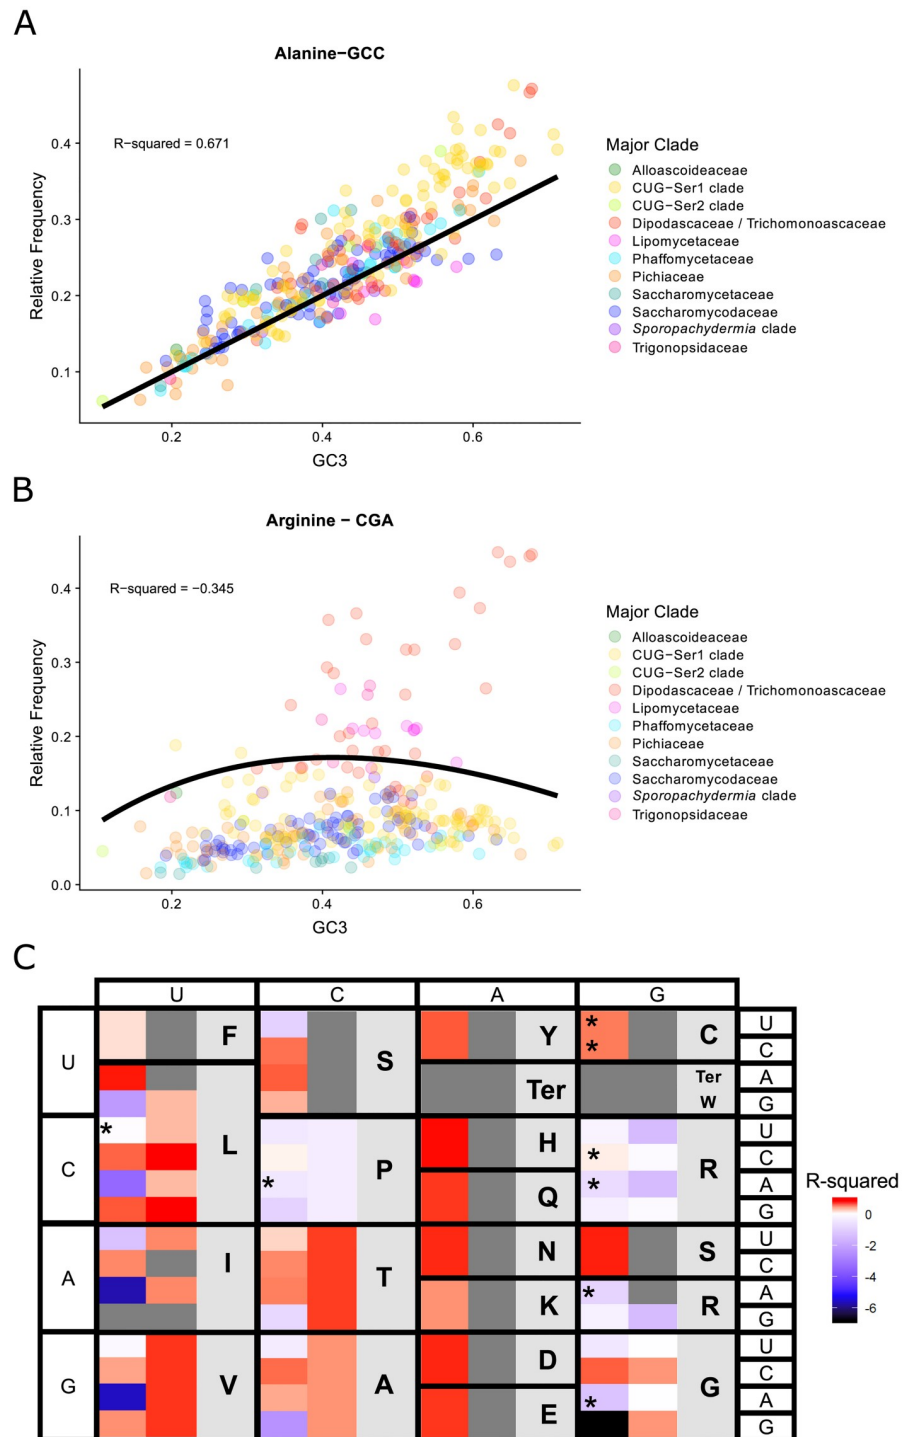 A
Alanine−GCC
R−squared = 0.671
Relative Frequency
0.4
0.3
0.2
0.1
0.2 0.4 0.6
GC3
Major Clade
Alloascoideaceae
CUG−Ser1 clade
CUG−Ser2 clade
Dipodascaceae / Trichomonoascaceae
Lipomycetaceae
Phaffomycetaceae
Pichiaceae
Saccharomycetaceae
Saccharomycodaceae
Sporopachydermia clade
Trigonopsidaceae
B
Arginine − CGA
R−squared = −0.345
Relative Frequency
0.4
0.3
0.2
0.1
0.0
0.2 0.4 0.6
GC3
Major Clade
Alloascoideaceae
CUG−Ser1 clade
CUG−Ser2 clade
Dipodascaceae / Trichomonoascaceae
Lipomycetaceae
Phaffomycetaceae
Pichiaceae
Saccharomycetaceae
Saccharomycodaceae
Sporopachydermia clade
Trigonopsidaceae
C
U C A G
U F S Y * C U
* C
L Ter Ter A
W G
C * P H R U
* C
* Q * A
G
A I T N S U
C
K * R A
G
G V A D G U
C
E * A
G
R−squared
0
-2
-4
-6